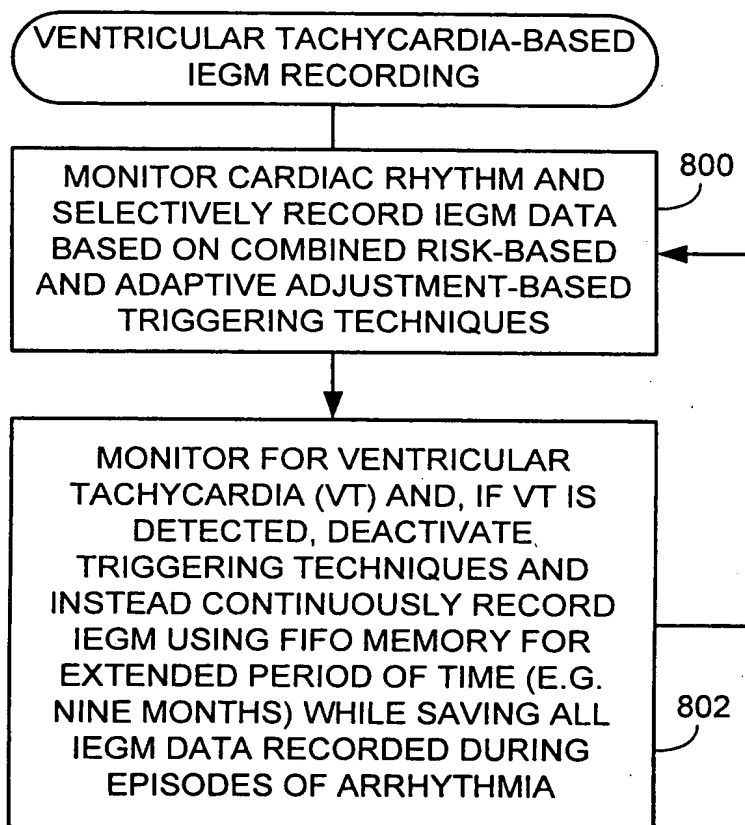 VENTRICULAR TACHYCARDIA-BASED
IEGM RECORDING
800
MONITOR CARDIAC RHYTHM AND
SELECTIVELY RECORD IEGM DATA
BASED ON COMBINED RISK-BASED
AND ADAPTIVE ADJUSTMENT-BASED
TRIGGERING TECHNIQUES
MONITOR FOR VENTRICULAR
TACHYCARDIA (VT) AND, IF VT IS
DETECTED, DEACTIVATE
TRIGGERING TECHNIQUES AND
INSTEAD CONTINUOUSLY RECORD
IEGM USING FIFO MEMORY FOR
EXTENDED PERIOD OF TIME (E.G.
NINE MONTHS) WHILE SAVING ALL
IEGM DATA RECORDED DURING
EPISODES OF ARRHYTHMIA
802